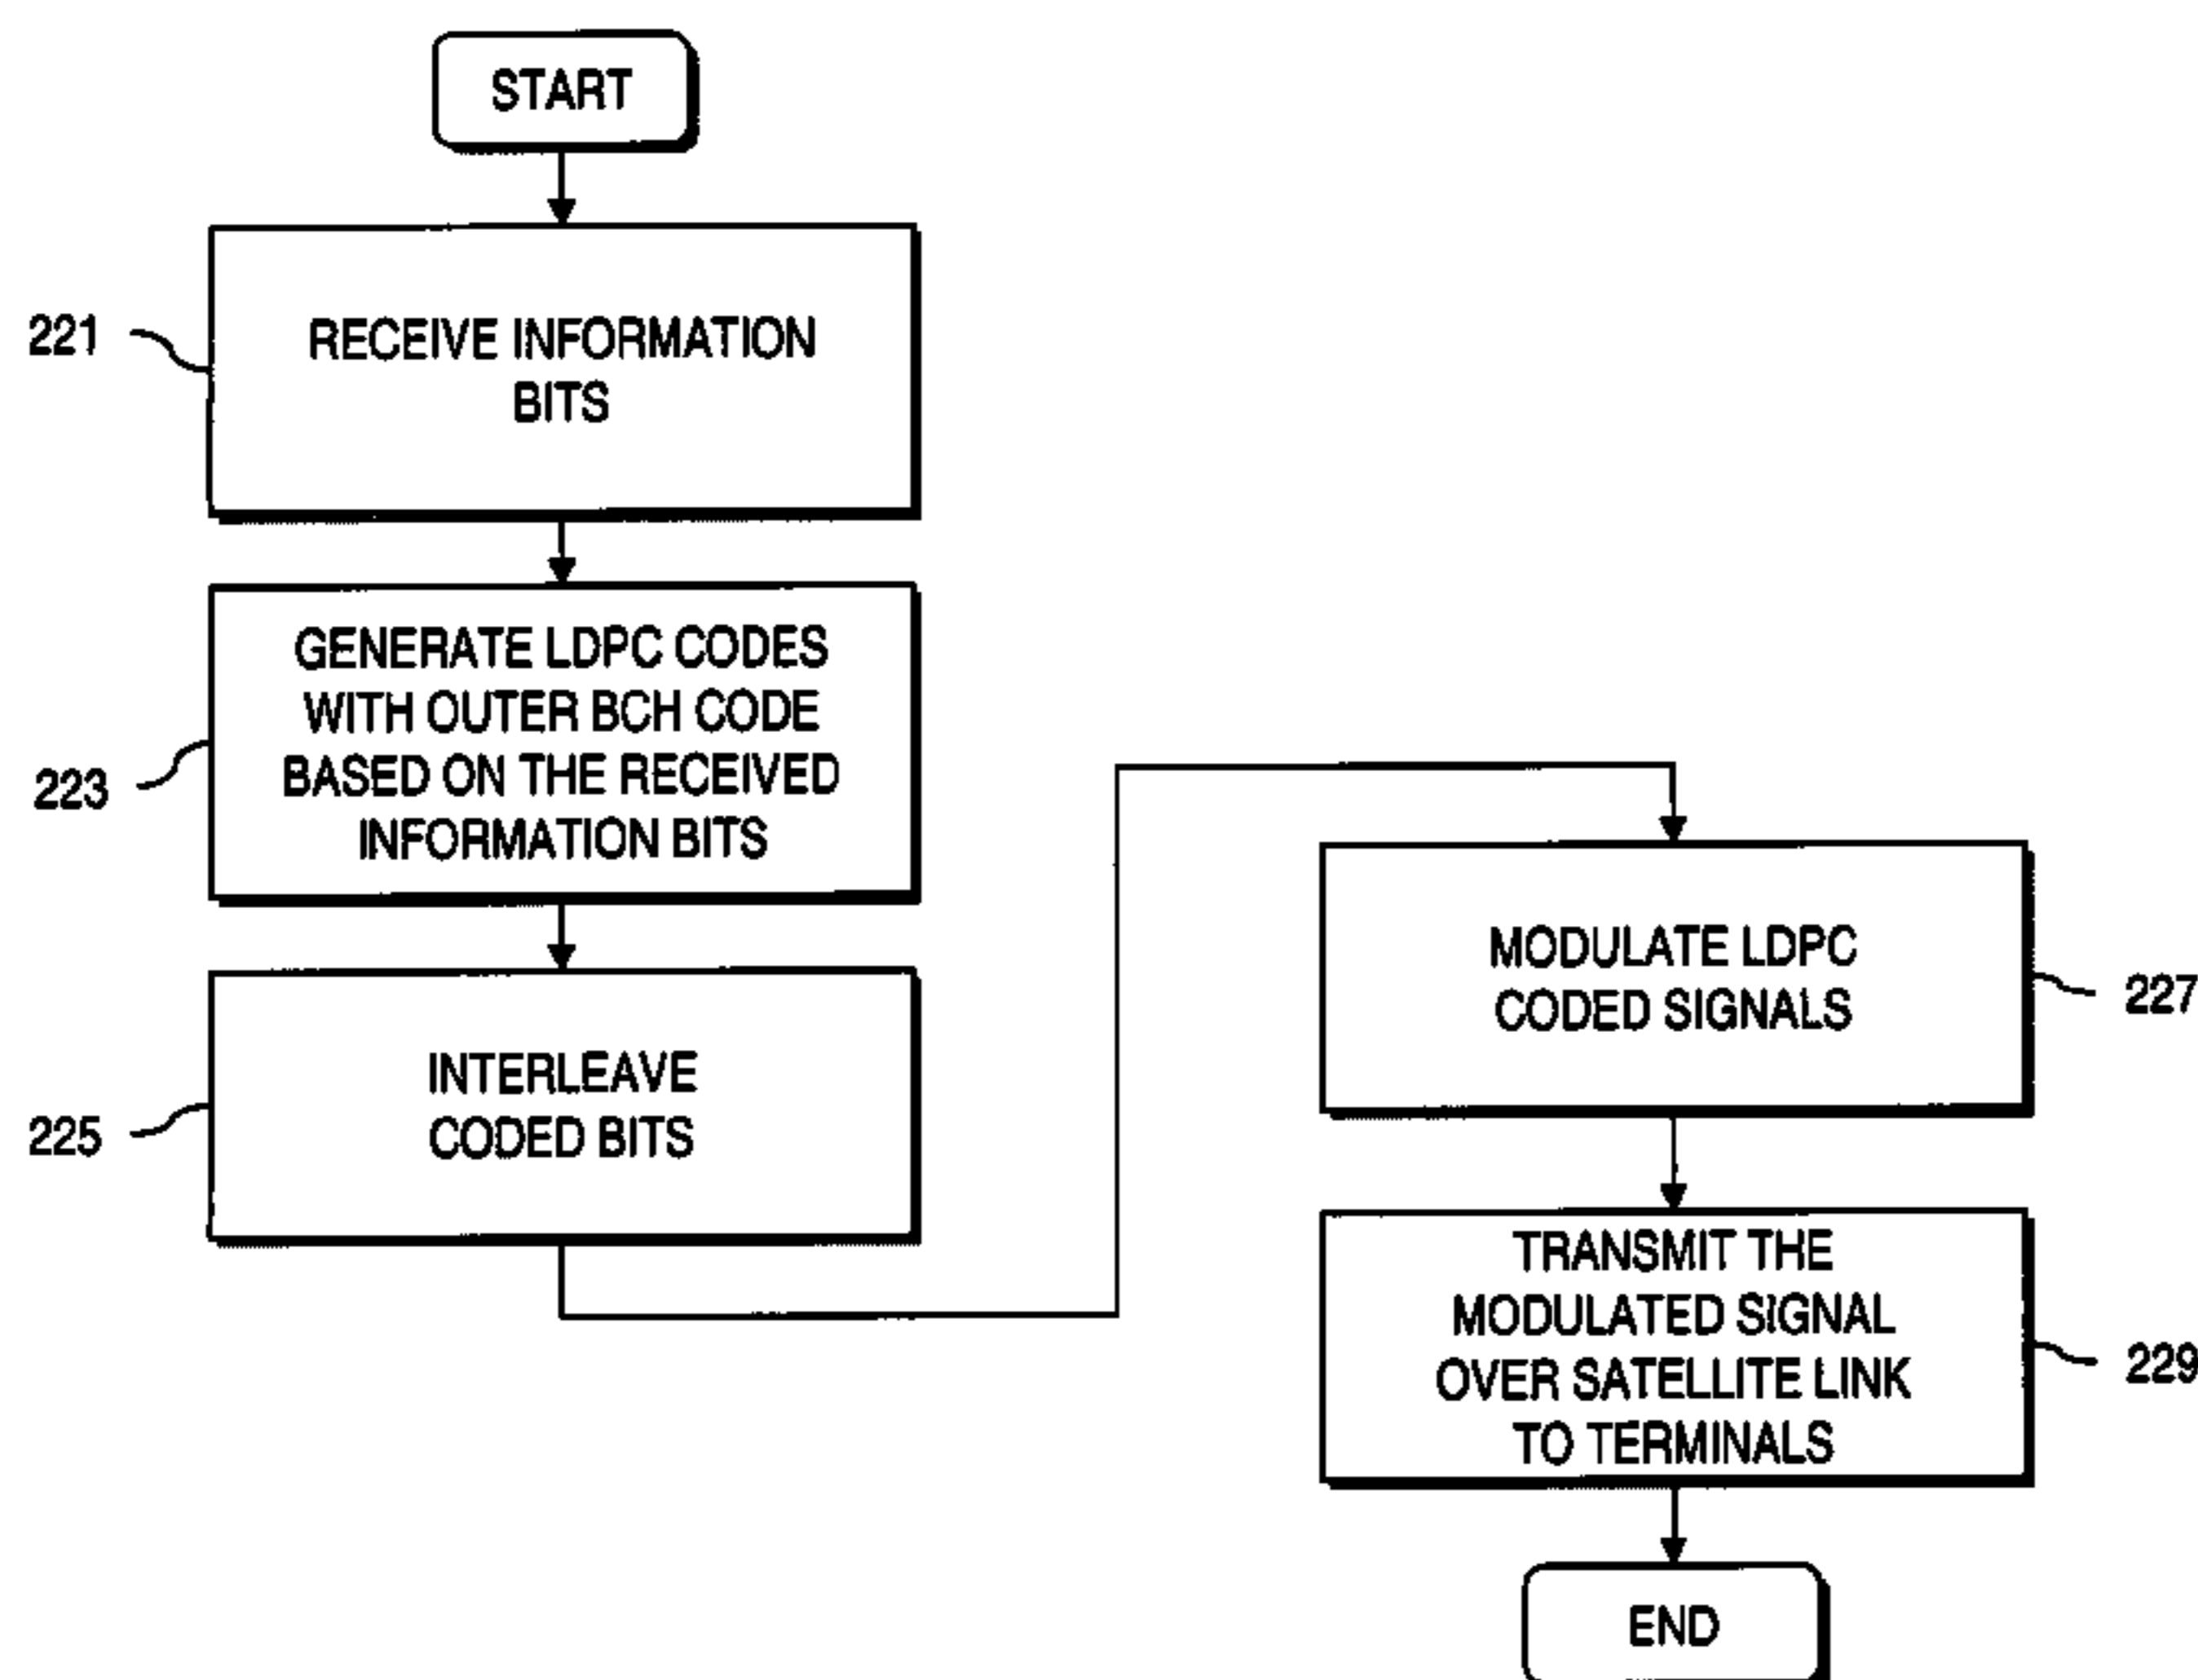 START
221
RECEIVE INFORMATION
BITS
223
GENERATE LDPC CODES
WITH OUTER BCH CODE
BASED ON THE RECEIVED
INFORMATION BITS
225
INTERLEAVE
CODED BITS
MODULATE LDPC
CODED SIGNALS
227
TRANSMIT THE
MODULATED SIGNAL
OVER SATELLITE LINK
TO TERMINALS
229
END